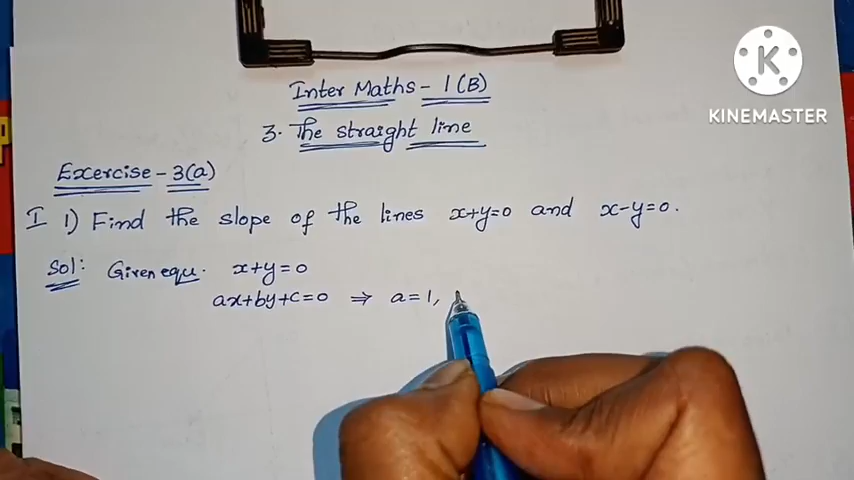 KINEMASTER
Inter Maths - 1(B)
3. The straight line
Exercise - 3(a)
I 1) Find the slope of the lines x+y=0 and x-y=0.
Sol: Given equ. x+y=0
ax+by+c=0 ⇒ a=1,